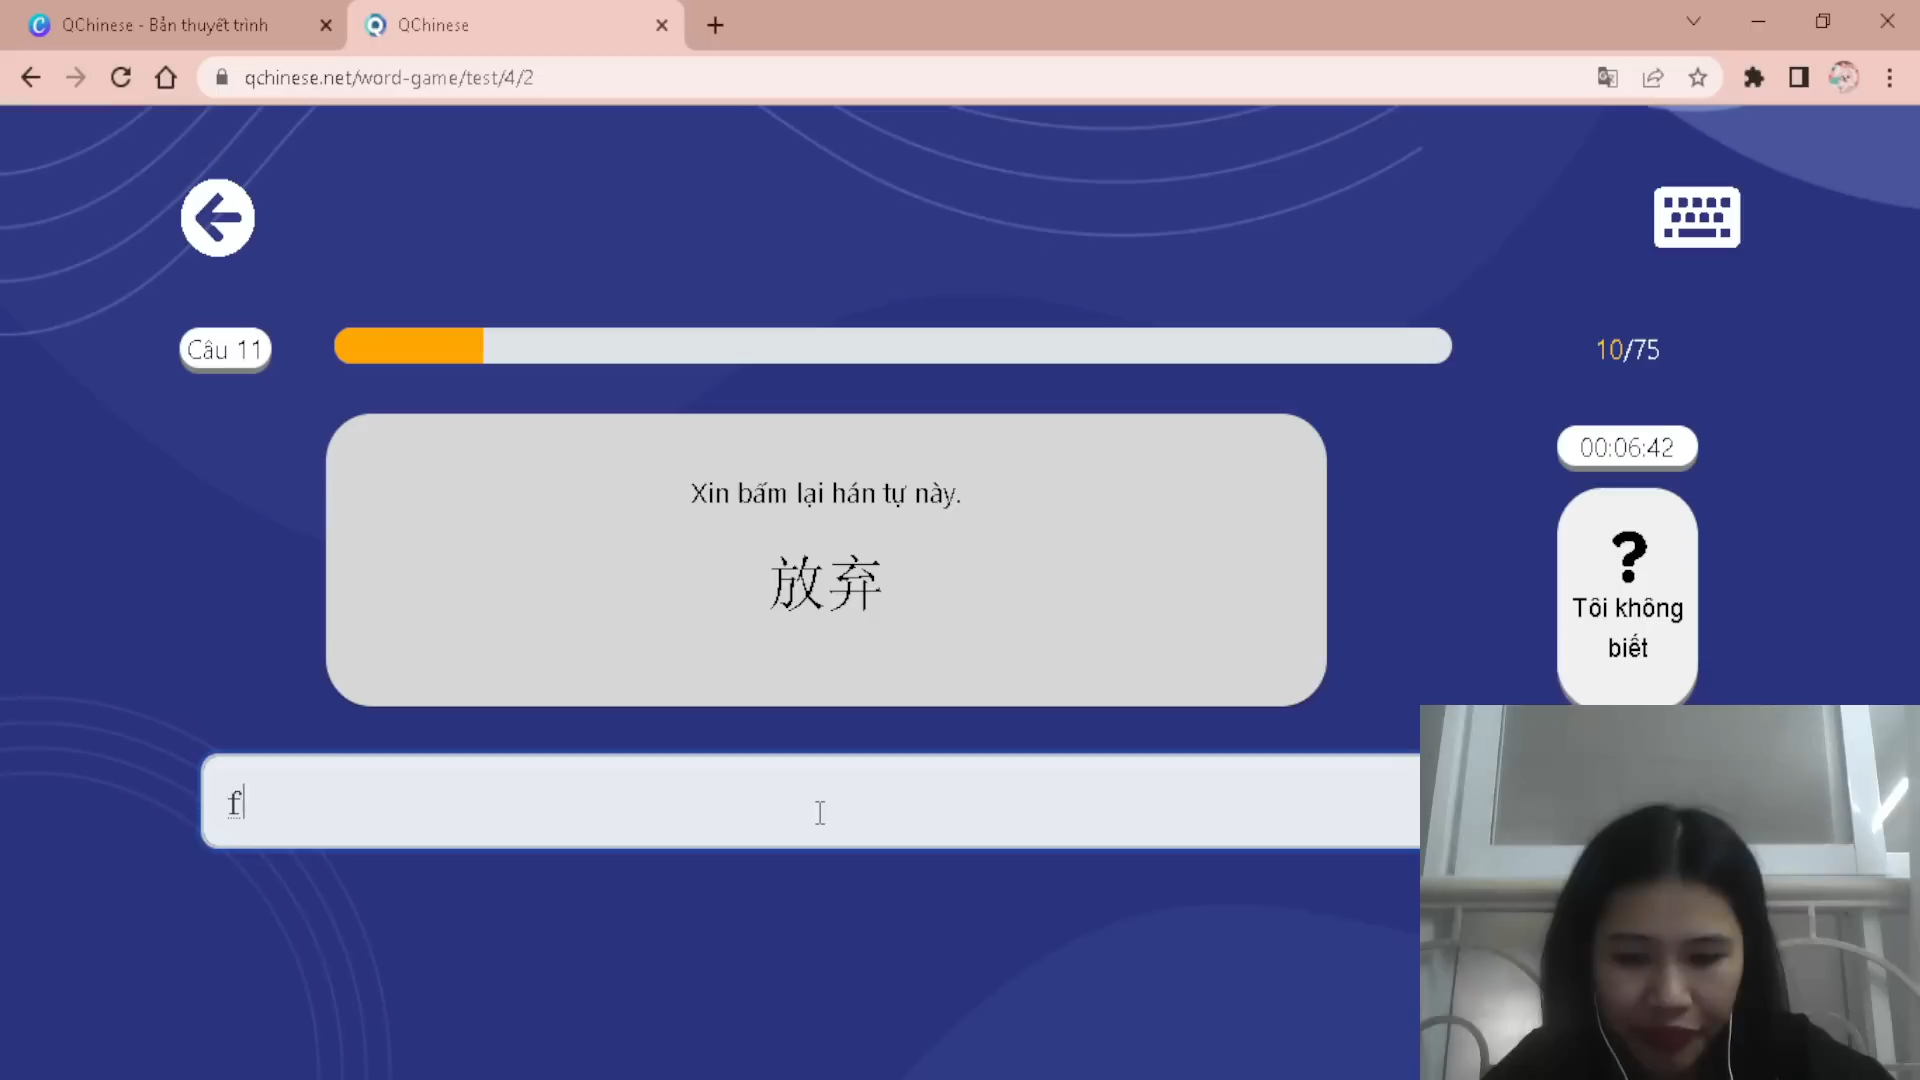 QChinese - Bản thuyết trình
QChinese
qchinese.net/word-game/test/4/2
Câu 11
10/75
Xin bấm lại hán tự này.
放弃
00:06:42
?
Tôi không
biết
f